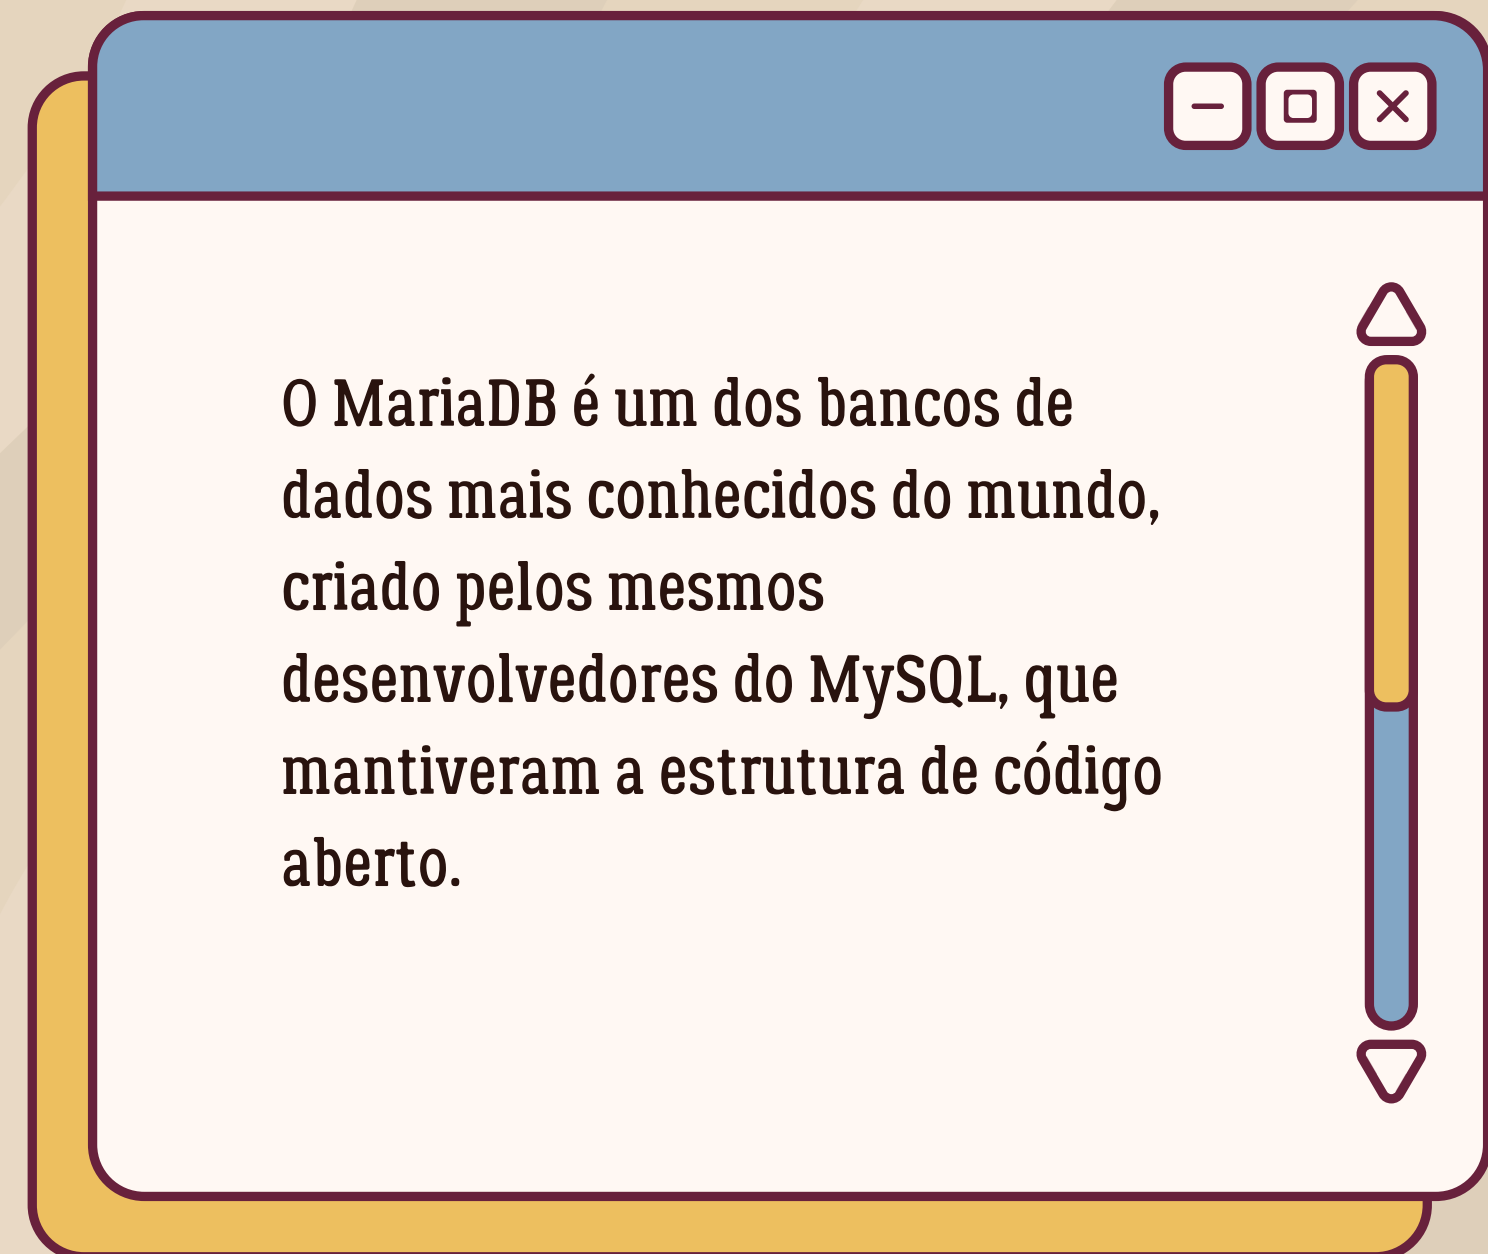 O MariaDB é um dos bancos de
dados mais conhecidos do mundo,
criado pelos mesmos
desenvolvedores do MySQL, que
mantiveram a estrutura de código
aberto.